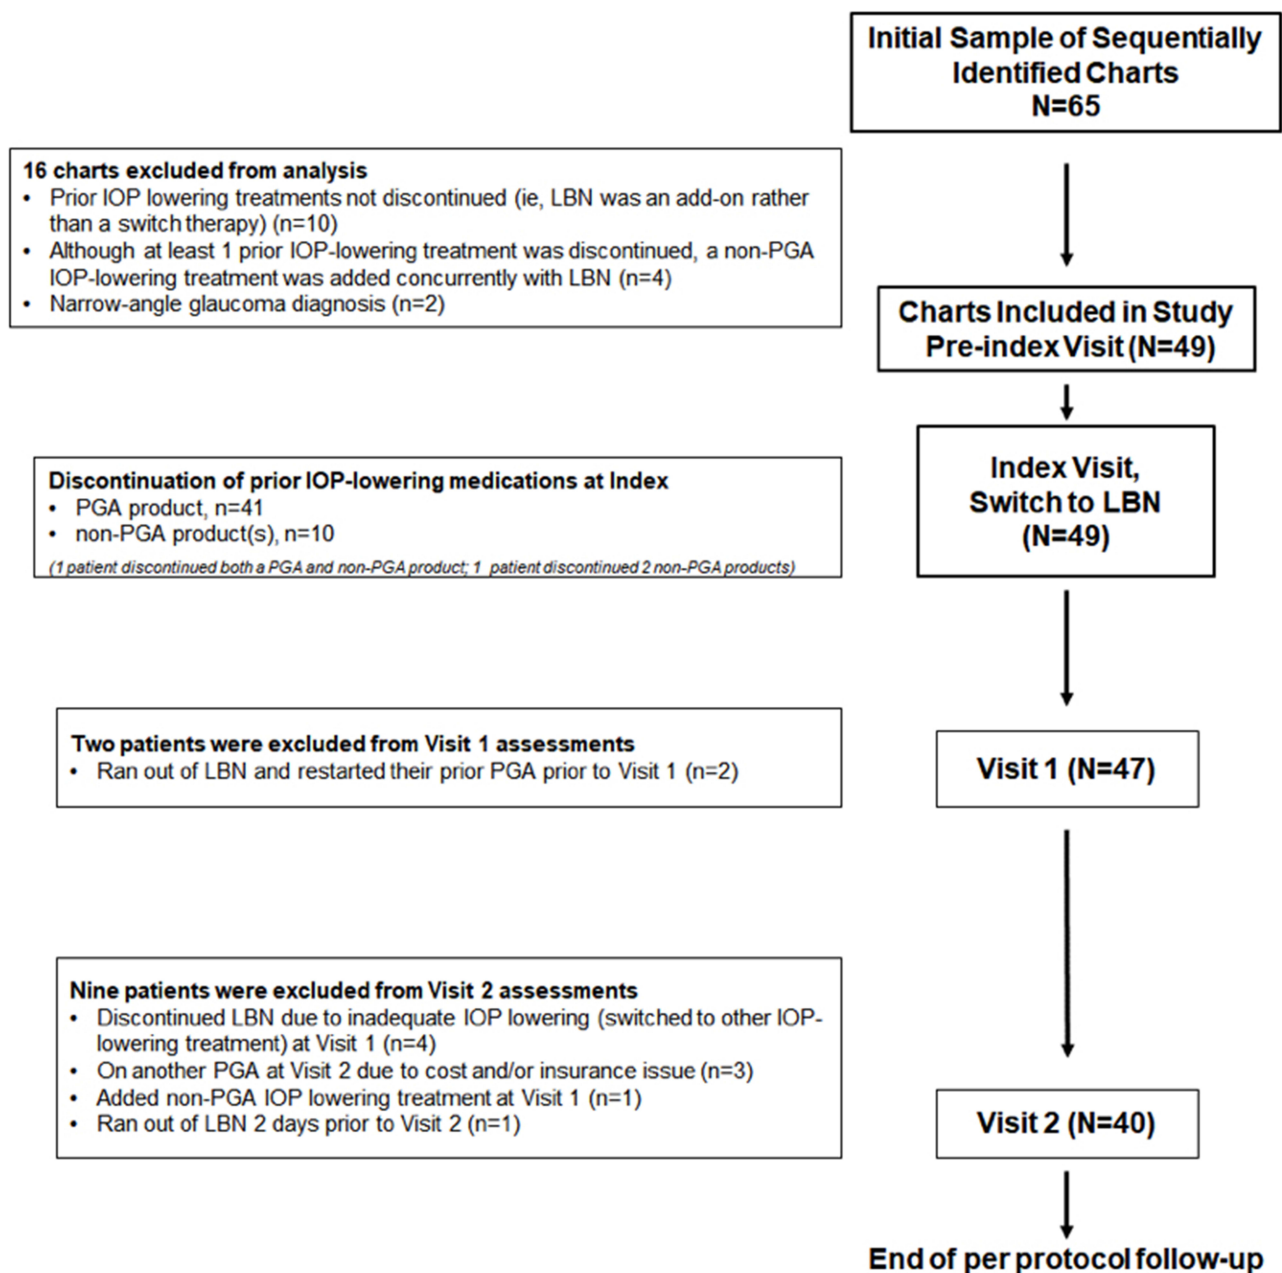 Initial Sample of Sequentially
Identified Charts
N=65
16 charts excluded from analysis
• Prior IOP lowering treatments not discontinued (ie, LBN was an add-on rather
than a switch therapy) (n=10)
• Although at least 1 prior IOP-lowering treatment was discontinued, a non-PGA
IOP-lowering treatment was added concurrently with LBN (n=4)
• Narrow-angle glaucoma diagnosis (n=2)
Charts Included in Study
Pre-index Visit (N=49)
Index Visit,
Switch to LBN
(N=49)
Discontinuation of prior IOP-lowering medications at Index
• PGA product, n=41
• non-PGA product(s), n=10
(1 patient discontinued both a PGA and non-PGA product; 1 patient discontinued 2 non-PGA products)
Two patients were excluded from Visit 1 assessments
• Ran out of LBN and restarted their prior PGA prior to Visit 1 (n=2)
Visit 1 (N=47)
Nine patients were excluded from Visit 2 assessments
• Discontinued LBN due to inadequate IOP lowering (switched to other IOP-
lowering treatment) at Visit 1 (n=4)
• On another PGA at Visit 2 due to cost and/or insurance issue (n=3)
• Added non-PGA IOP lowering treatment at Visit 1 (n=1)
• Ran out of LBN 2 days prior to Visit 2 (n=1)
Visit 2 (N=40)
End of per protocol follow-up